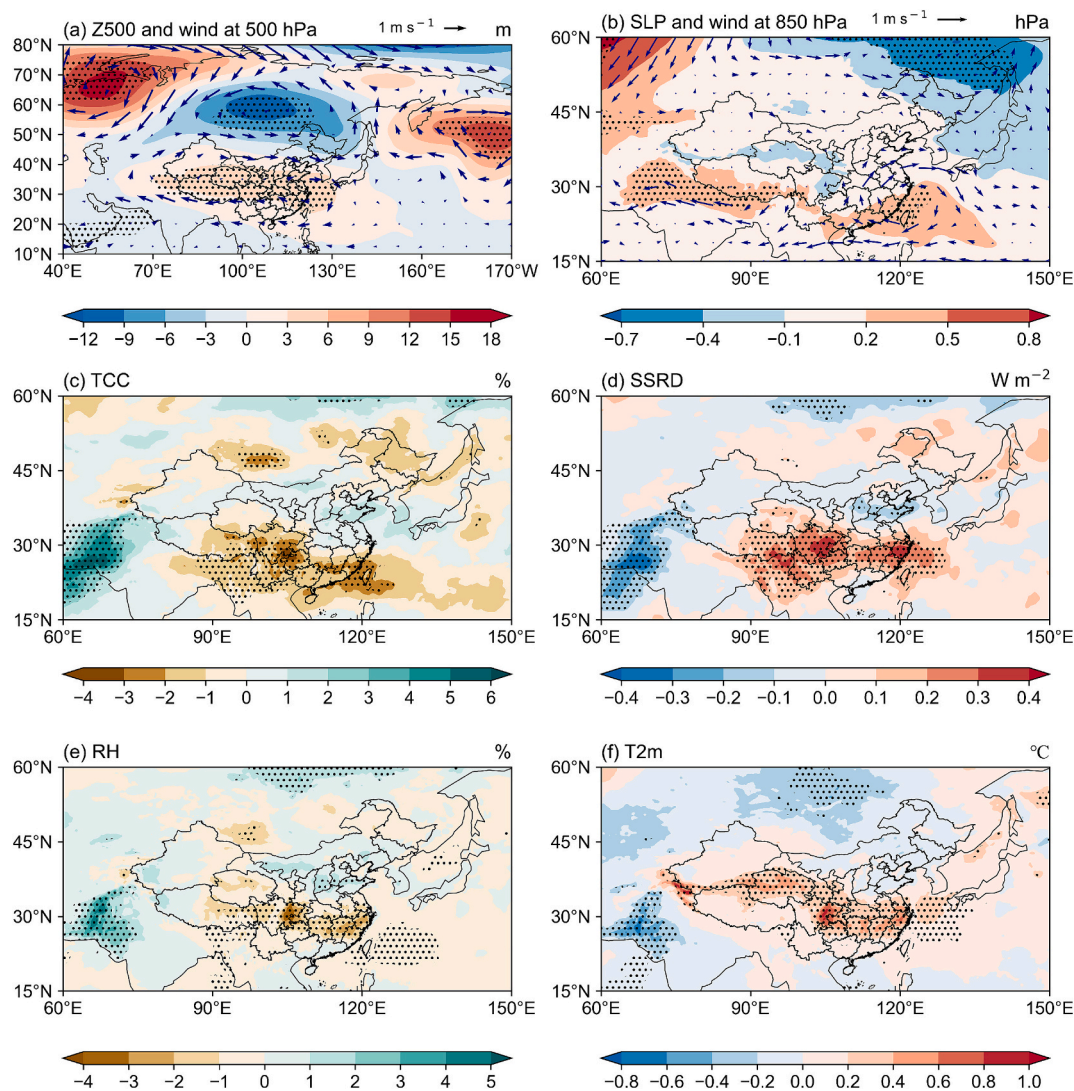 (a) Z500 and wind at 500 hPa 1 m s−1 m
80°N
70°N
60°N
50°N
40°N
30°N
20°N
10°N
40°E 70°E 100°E 130°E 160°E 170°W
−12 −9 −6 −3 0 3 6 9 12 15 18
(b) SLP and wind at 850 hPa 1 m s−1 hPa
60°N
45°N
30°N
15°N
60°E 90°E 120°E 150°E
−0.7 −0.4 −0.1 0.2 0.5 0.8
(c) TCC %
60°N
45°N
30°N
15°N
60°E 90°E 120°E 150°E
−4 −3 −2 −1 0 1 2 3 4 5 6
(d) SSRD W m−2
60°N
45°N
30°N
15°N
60°E 90°E 120°E 150°E
−0.4 −0.3 −0.2 −0.1 0.0 0.1 0.2 0.3 0.4
(e) RH %
60°N
45°N
30°N
15°N
60°E 90°E 120°E 150°E
−4 −3 −2 −1 0 1 2 3 4 5
(f) T2m °C
60°N
45°N
30°N
15°N
60°E 90°E 120°E 150°E
−0.8 −0.6 −0.4 −0.2 0.0 0.2 0.4 0.6 0.8 1.0